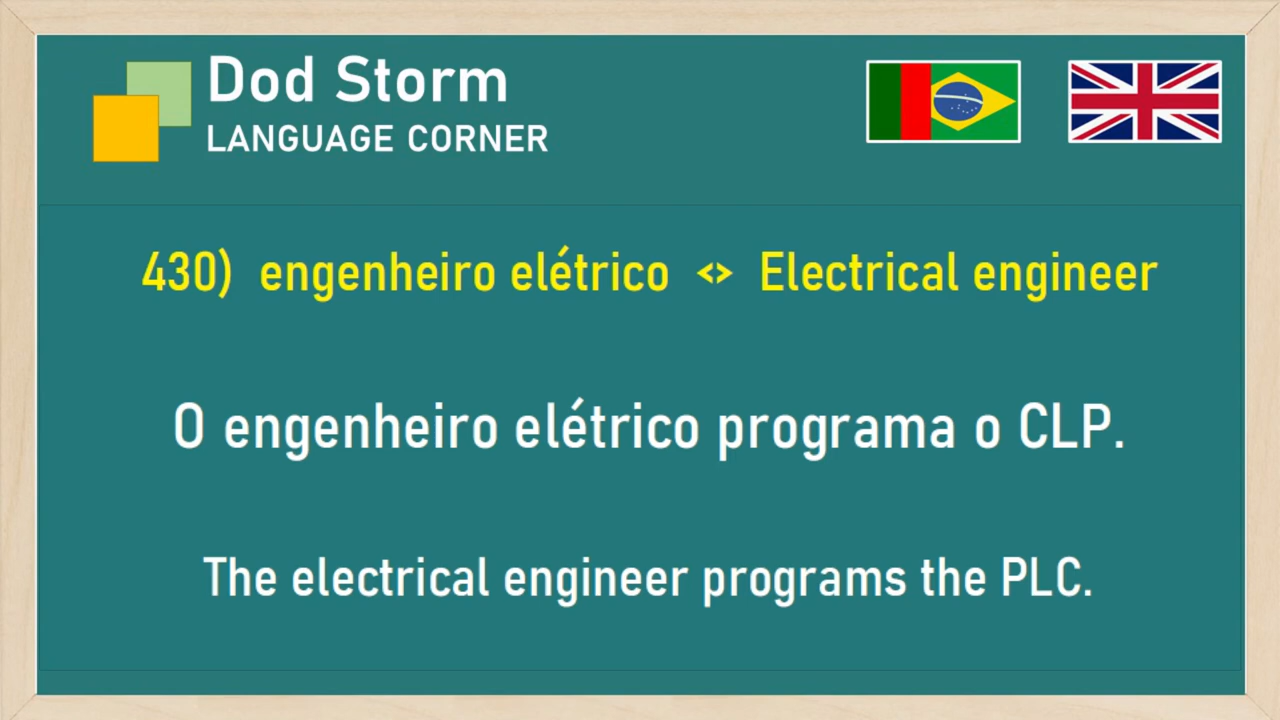 Dod Storm
LANGUAGE CORNER
430) engenheiro elétrico <> Electrical engineer
O engenheiro elétrico programa o CLP.
The electrical engineer programs the PLC.